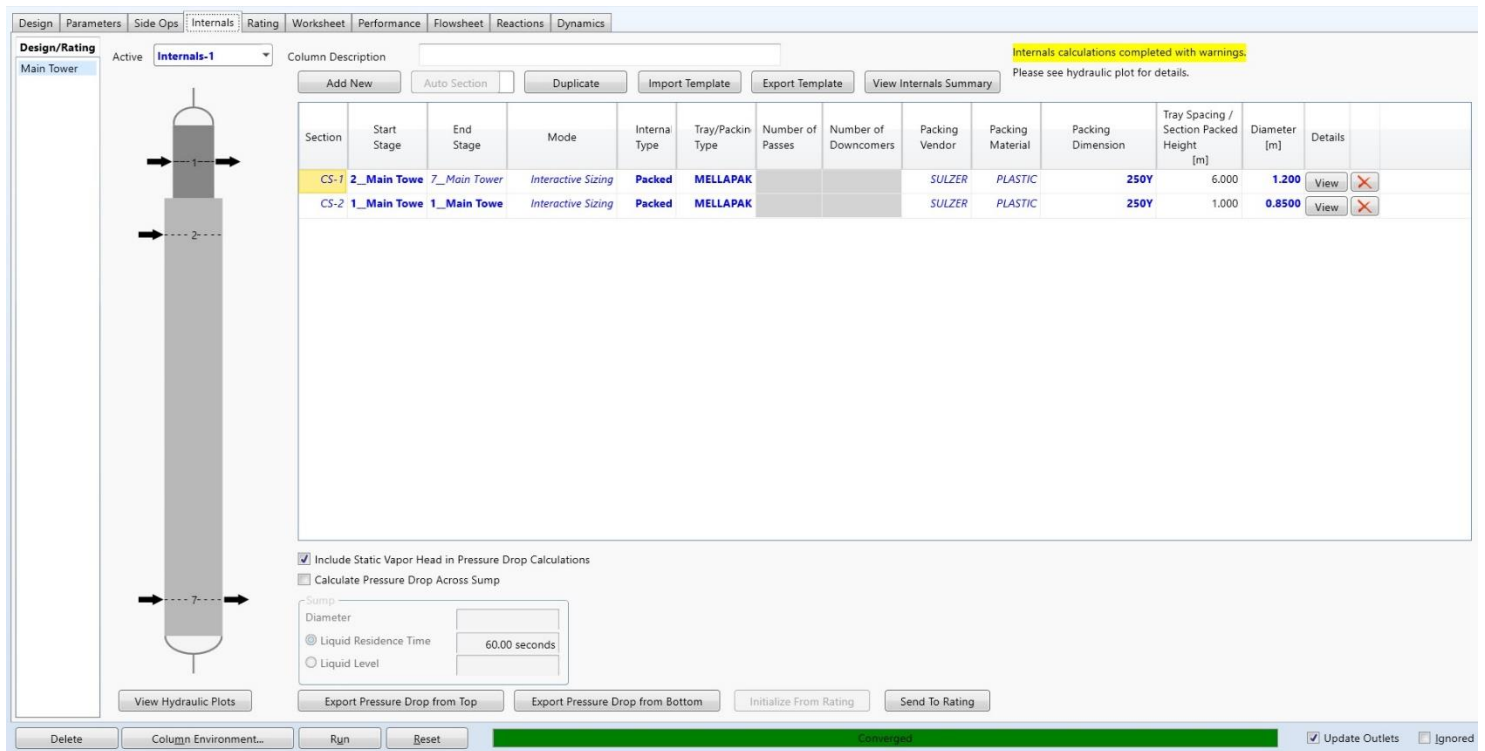 Design Parameters Side Ops Internals Rating Worksheet Performance Flowsheet Reactions Dynamics
Design/Rating
Main Tower
Active Internals-1 Column Description
Internals calculations completed with warnings.
Please see hydraulic plot for details.
Add New Auto Section Duplicate Import Template Export Template View Internals Summary
Section Start Stage End Stage Mode Interna Type Tray/Packin Type Number of Passes Number of Downcomers Packing Vendor Packing Material Packing Dimension Tray Spacing / Section Packed Height [m] Diameter [m] Details
CS-1 2__Main Towe 7__Main Tower Interactive Sizing Packed MELLAPAK SULZER PLASTIC 250Y 6.000 1.200 View
CS-2 1__Main Towe 1__Main Towe Interactive Sizing Packed MELLAPAK SULZER PLASTIC 250Y 1.000 0.8500 View
1
2
7
Include Static Vapor Head in Pressure Drop Calculations
Calculate Pressure Drop Across Sump
Sump
Diameter
Liquid Residence Time 60.00 seconds
Liquid Level
View Hydraulic Plots Export Pressure Drop from Top Export Pressure Drop from Bottom Initialize From Rating Send To Rating
Delete Column Environment... Run Reset Converged Update Outlets Ignored